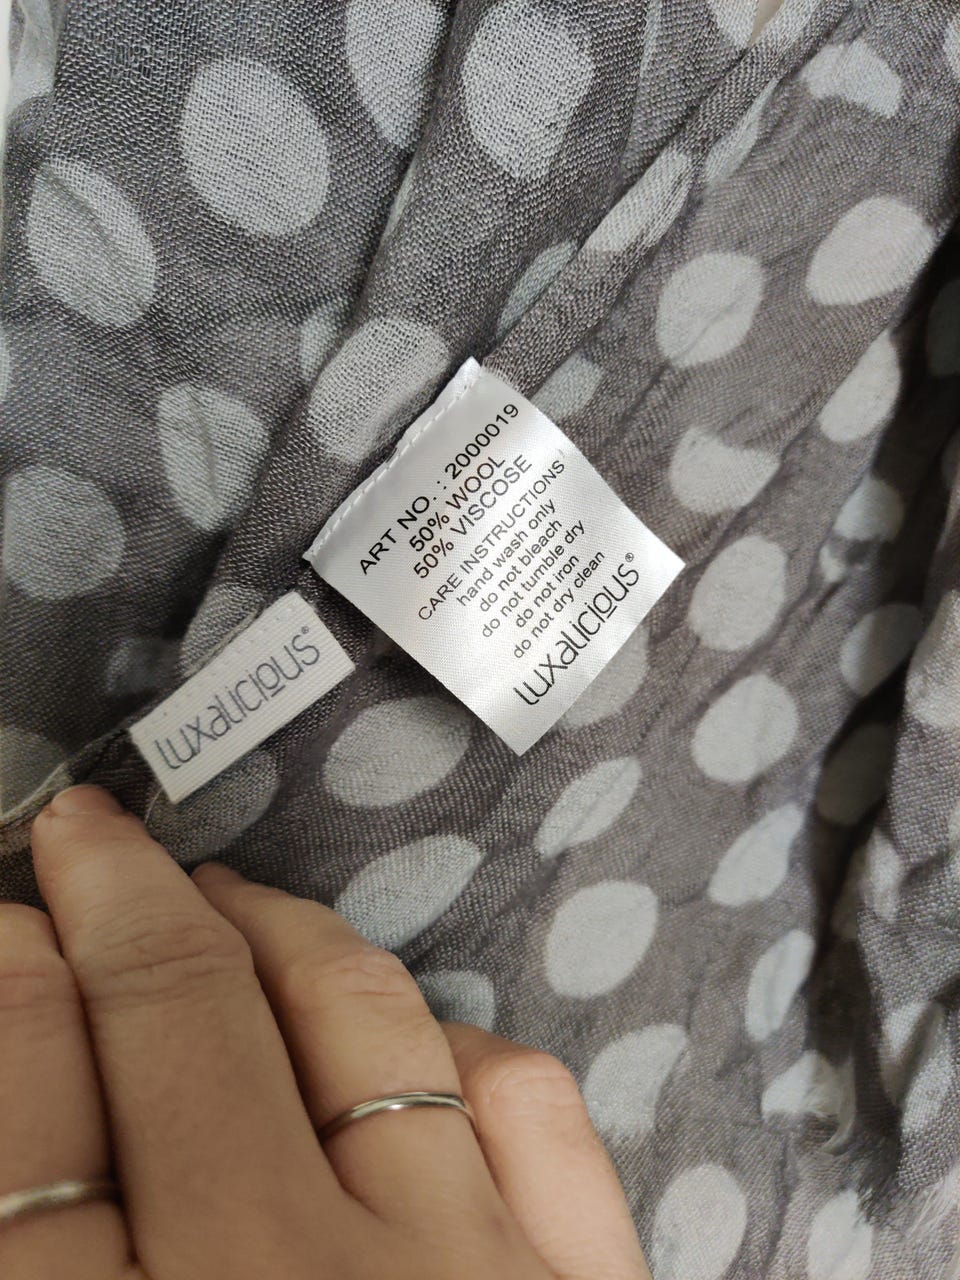 ART NO. : 2000019
50% WOOL
50% VISCOSE
CARE INSTRUCTIONS
hand wash only
do not bleach
do not tumble dry
do not iron
do not dry clean
LUXALICIOUS®
LUXALICIOUS®